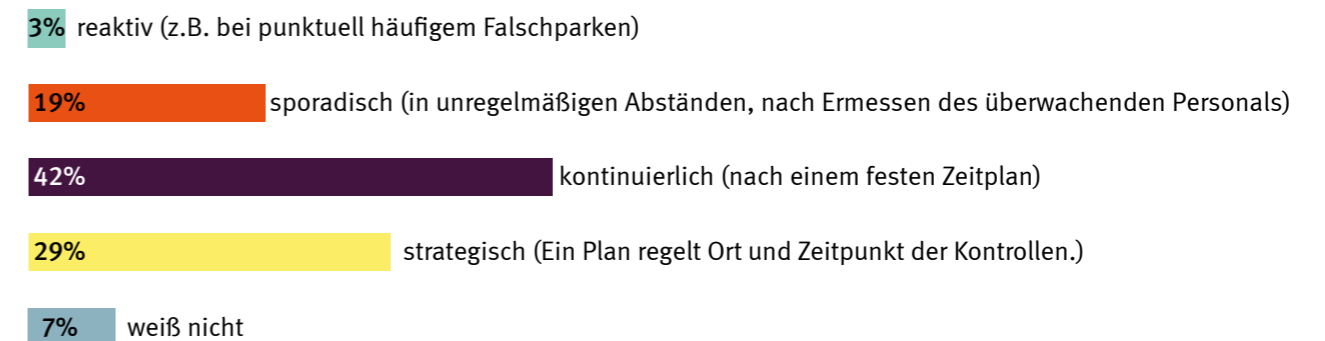 3% reaktiv (z.B. bei punktuell häufigem Falschparken)
19% sporadisch (in unregelmäßigen Abständen, nach Ermessen des überwachenden Personals)
42% kontinuierlich (nach einem festen Zeitplan)
29% strategisch (Ein Plan regelt Ort und Zeitpunkt der Kontrollen.)
7% weiß nicht